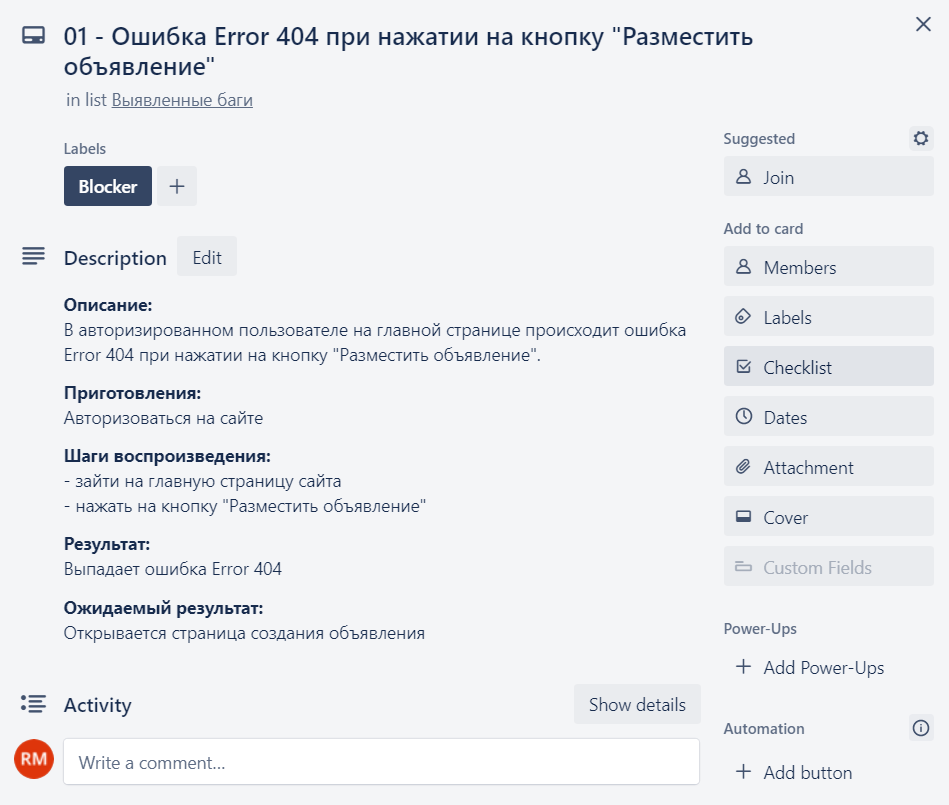 01 - Ошибка Error 404 при нажатии на кнопку "Разместить
объявление"
in list Выявленные баги
Labels
Blocker
+
Description Edit
Описание:
В авторизированном пользователе на главной странице происходит ошибка
Error 404 при нажатии на кнопку "Разместить объявление".
Приготовления:
Авторизоваться на сайте
Шаги воспроизведения:
- зайти на главную страницу сайта
- нажать на кнопку "Разместить объявление"
Результат:
Выпадает ошибка Error 404
Ожидаемый результат:
Открывается страница создания объявления
Activity Show details
RM Write a comment...
Suggested
Join
Add to card
Members
Labels
Checklist
Dates
Attachment
Cover
Custom Fields
Power-Ups
+ Add Power-Ups
Automation
+ Add button